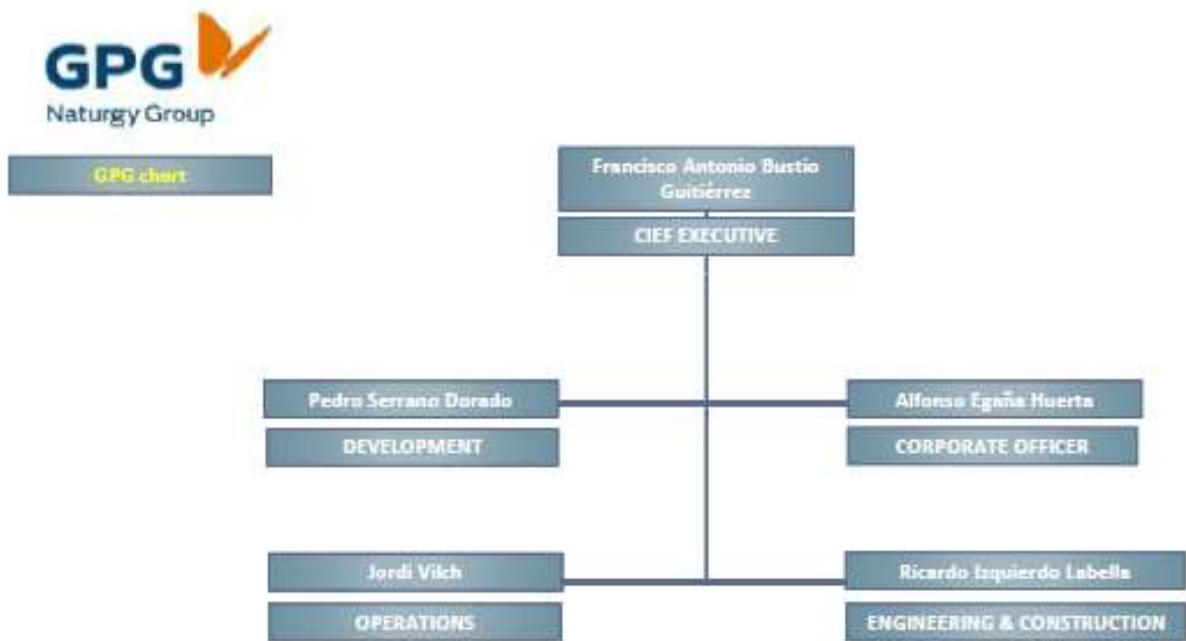 GPG
Naturgy Group
GPG chart
Francisco Antonio Bustio
Guitiérrez
CIEF EXECUTIVE
Pedro Serrano Dorado
DEVELOPMENT
Alfonso Egaña Huerta
CORPORATE OFFICER
Jordi Vilch
OPERATIONS
Ricardo Izquierdo Labella
ENGINEERING & CONSTRUCTION